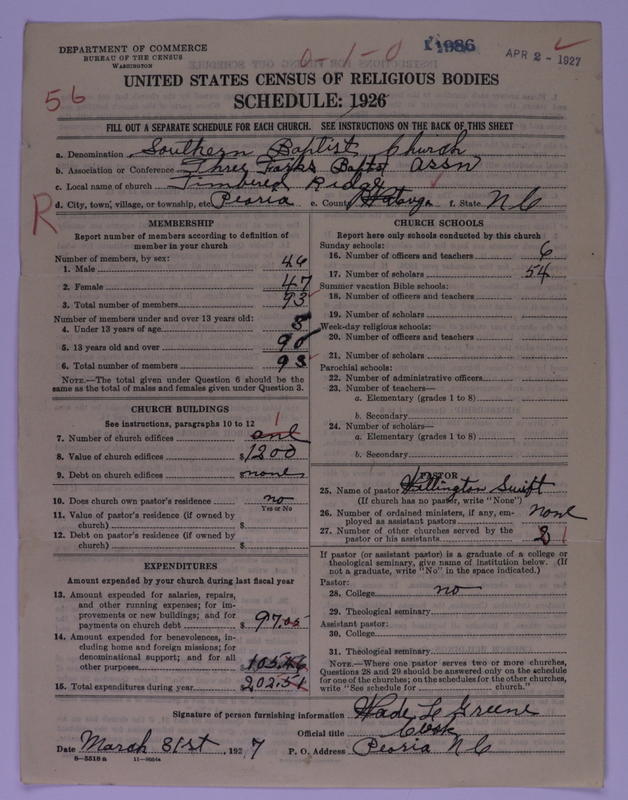 DEPARTMENT OF COMMERCE
BUREAU OF THE CENSUS
WASHINGTON
0-1-0
11986
APR 2 - 1927
56
UNITED STATES CENSUS OF RELIGIOUS BODIES
SCHEDULE: 1926
FILL OUT A SEPARATE SCHEDULE FOR EACH CHURCH. SEE INSTRUCTIONS ON THE BACK OF THIS SHEET
a. Denomination Southern Baptist Church
b. Association or Conference Three Forks Baptist assn
c. Local name of church Timbered Ridge
d. City, town, village, or township, etc Peoria e. County Watauga f. State N C
R
MEMBERSHIP
Report number of members according to definition of
member in your church
Number of members, by sex:
1. Male 46
2. Female 47
3. Total number of members 93
Number of members under and over 13 years old:
4. Under 13 years of age 3
5. 13 years old and over 90
6. Total number of members 93
NOTE.—The total given under Question 6 should be the
same as the total of males and females given under Question 3.
CHURCH BUILDINGS
See instructions, paragraphs 10 to 12
1
7. Number of church edifices one
8. Value of church edifices $1200
9. Debt on church edifices $none
10. Does church own pastor's residence no
Yes or No
11. Value of pastor's residence (if owned by
church) $
12. Debt on pastor's residence (if owned by
church) $
EXPENDITURES
Amount expended by your church during last fiscal year
13. Amount expended for salaries, repairs,
and other running expenses; for im-
provements or new buildings; and for
payments on church debt $97.05
14. Amount expended for benevolences, in-
cluding home and foreign missions; for
denominational support; and for all
other purposes 105.46
15. Total expenditures during year 202.51
CHURCH SCHOOLS
Report here only schools conducted by this church
Sunday schools:
16. Number of officers and teachers 6
17. Number of scholars 54
Summer vacation Bible schools:
18. Number of officers and teachers
19. Number of scholars
Week-day religious schools:
20. Number of officers and teachers
21. Number of scholars
Parochial schools:
22. Number of administrative officers
23. Number of teachers—
a. Elementary (grades 1 to 8)
b. Secondary
24. Number of scholars—
a. Elementary (grades 1 to 8)
b. Secondary
PASTOR
25. Name of pastor Willington Swift
(If church has no pastor, write "None")
26. Number of ordained ministers, if any, em-
ployed as assistant pastors none
27. Number of other churches served by the
pastor or his assistants 2 1
If pastor (or assistant pastor) is a graduate of a college or
theological seminary, give name of institution below. (If
not a graduate, write "No" in the space indicated.)
Pastor:
28. College no
29. Theological seminary
Assistant pastor:
30. College
31. Theological seminary
NOTE.—Where one pastor serves two or more churches,
Questions 28 and 29 should be answered only on the schedule
for one of the churches; on the schedules for the other churches,
write "See schedule for church."
Signature of person furnishing information Wade L Greene
Official title Clerk
Date March 31st, 1927 P. O. Address Peoria N C
8-5518 a